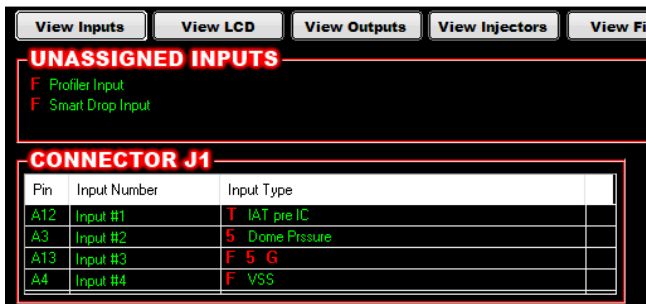 View Inputs View LCD View Outputs View Injectors View Fi
UNASSIGNED INPUTS
F Profiler Input
F Smart Drop Input
CONNECTOR J1
Pin Input Number Input Type
A12 Input #1 T IAT pre IC
A3 Input #2 5 Dome Prssure
A13 Input #3 F 5 G
A4 Input #4 F VSS